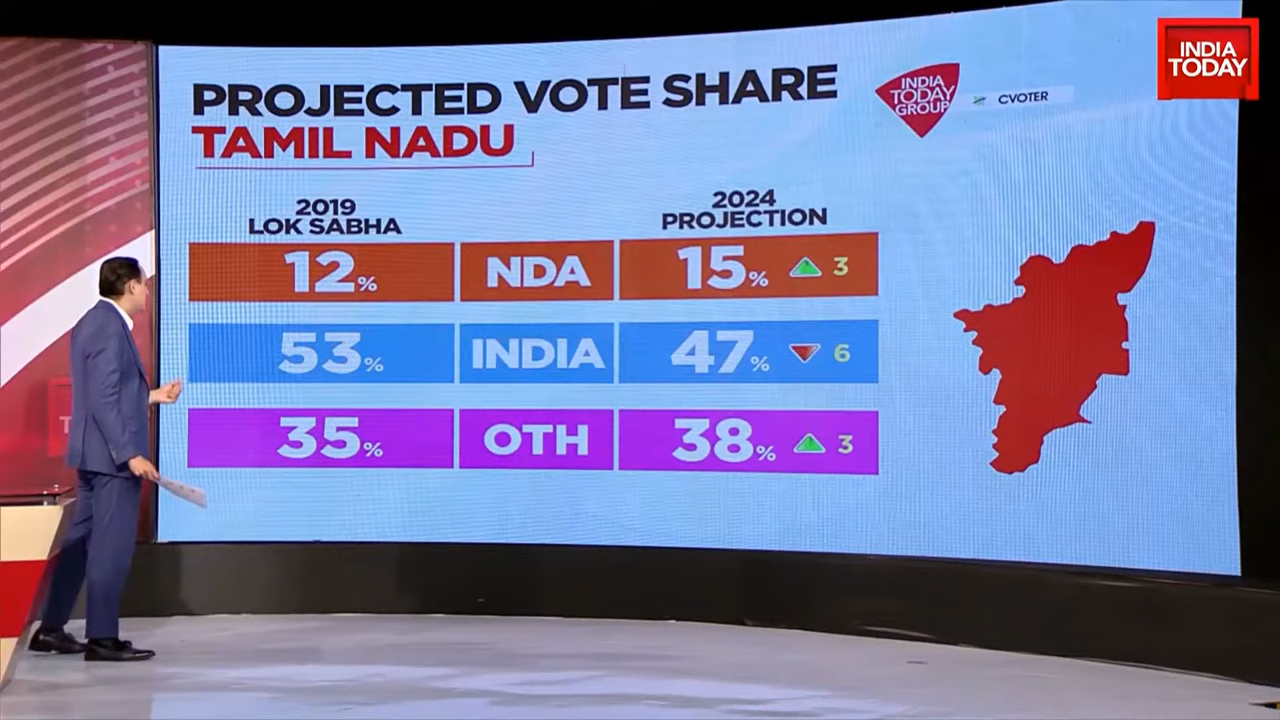 PROJECTED VOTE SHARE
TAMIL NADU
INDIA
TODAY
GROUP
CVOTER
INDIA
TODAY
2019
LOK SABHA
2024
PROJECTION
12% NDA 15% 3
53% INDIA 47% 6
35% OTH 38% 3